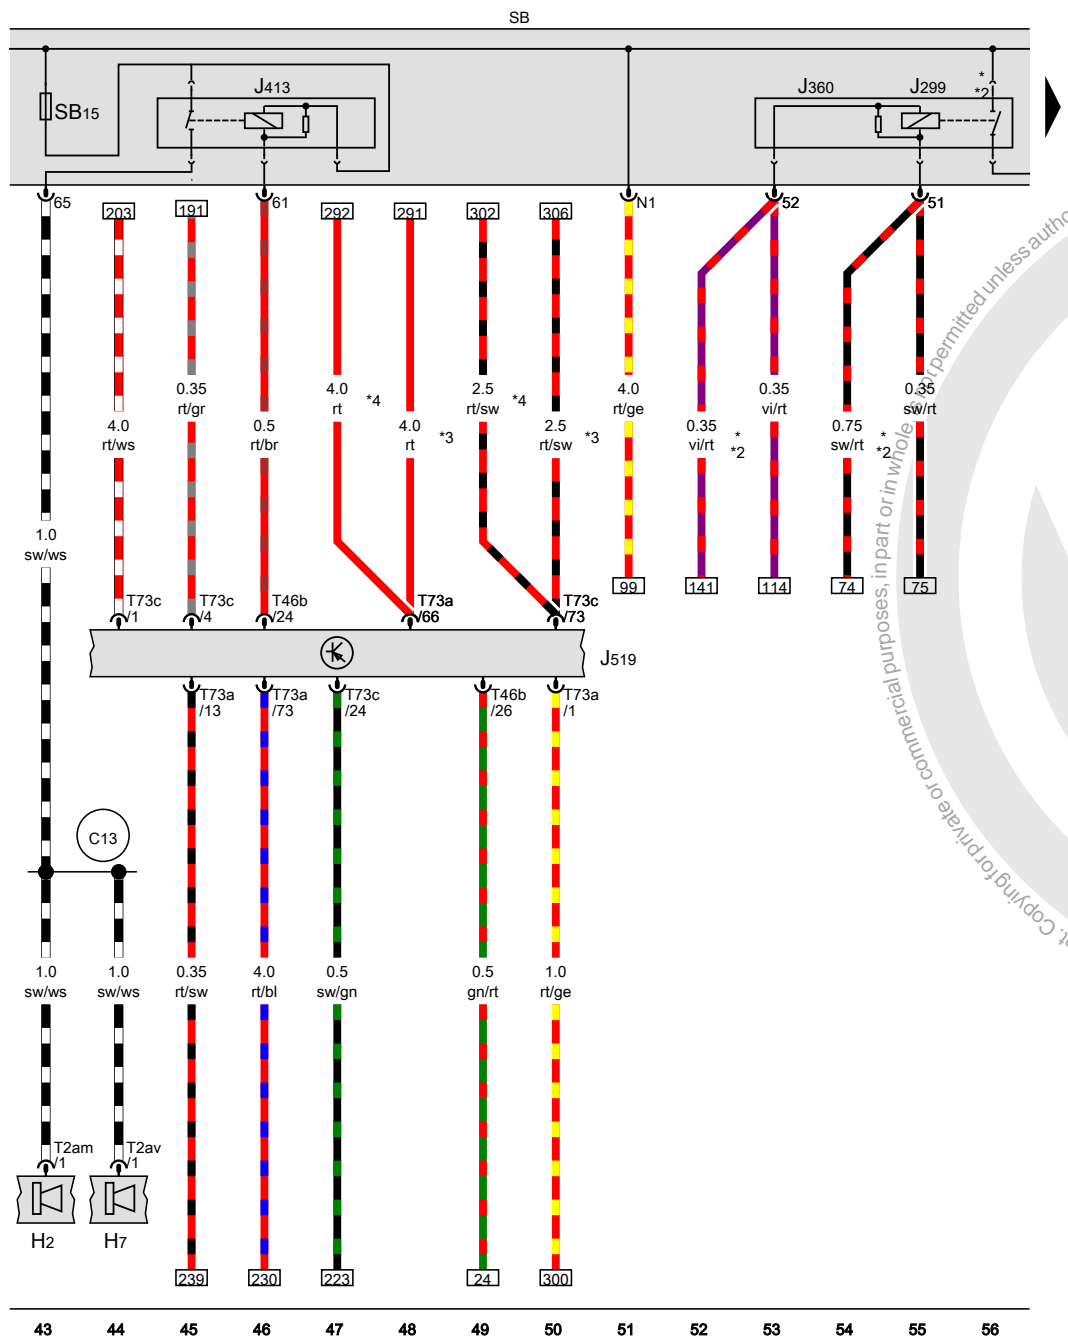 SB
SB15
J413
J360
J299
*
*2
65
203
191
61
292
291
302
306
N1
52
51
0.35
rt/gr
4.0
rt
*4
2.5
rt/sw
*4
4.0
rt/ge
0.35
vi/rt
0.35
sw/rt
4.0
rt/ws
0.5
rt/br
4.0
rt
*3
2.5
rt/sw
*3
0.35
vi/rt
*
*2
0.75
sw/rt
*
*2
1.0
sw/ws
99
141
114
74
75
T73c
/1
T73c
/4
T46b
/24
T73a
/66
T73c
/73
J519
T73a
/13
T73a
/73
T73c
/24
T46b
/26
T73a
/1
C13
1.0
sw/ws
1.0
sw/ws
0.35
rt/sw
4.0
rt/bl
0.5
sw/gn
0.5
gn/rt
1.0
rt/ge
T2am
/1
T2av
/1
H2
H7
239
230
223
24
300
43 44 45 46 47 48 49 50 51 52 53 54 55 56
permitted unless
commercial purposes, in part or in whole, is not
Copying for private or